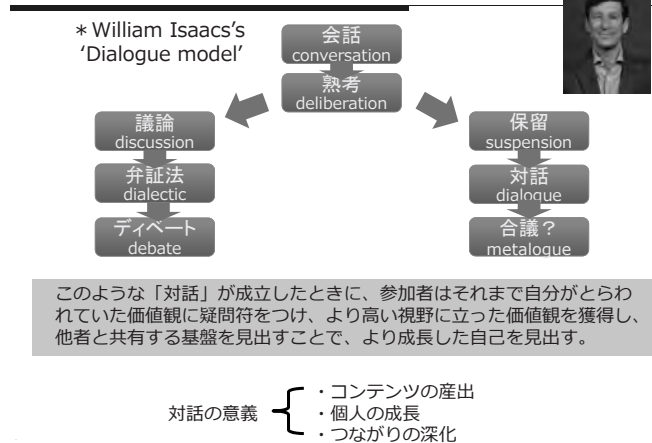 ＊William Isaacs's
'Dialogue model'
会話
conversation
熟考
deliberation
議論
discussion
弁証法
dialectic
ディベート
debate
保留
suspension
対話
dialogue
合議？
metalogue
このような「対話」が成立したときに、参加者はそれまで自分がとらわ
れていた価値観に疑問符をつけ、より高い視野に立った価値観を獲得し、
他者と共有する基盤を見出すことで、より成長した自己を見出す。
対話の意義
・コンテンツの産出
・個人の成長
・つながりの深化